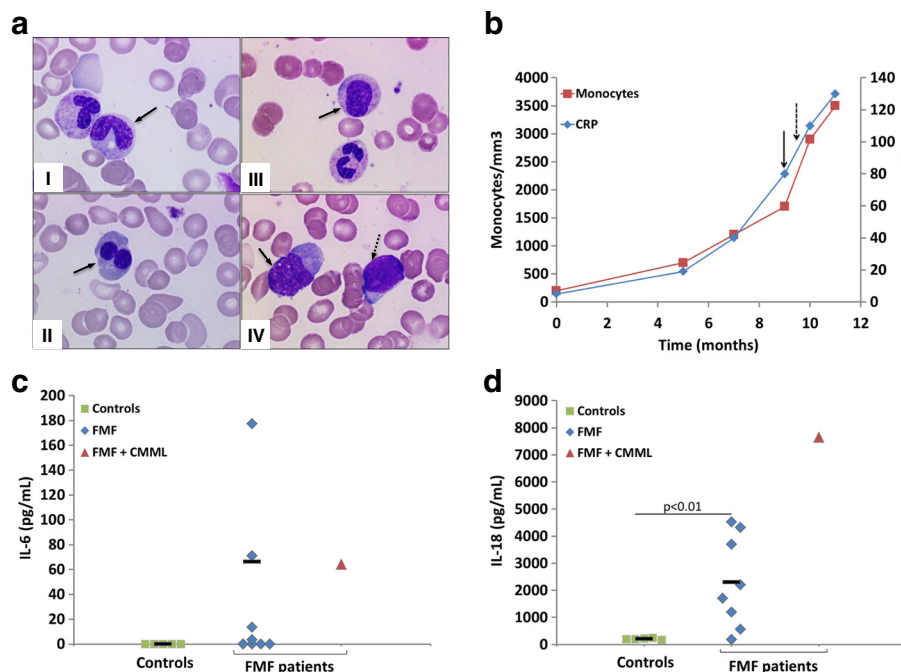 a
I
III
II
IV
b
Monocytes/mm3
4000
3500
3000
2500
2000
1500
1000
500
0
Monocytes
CRP
140
120
100
80
60
40
20
0
0
2
4
6
8
10
12
Time (months)
c
IL-6 (pg/mL)
200
180
160
140
120
100
80
60
40
20
0
Controls
FMF
FMF + CMML
Controls
FMF patients
d
IL-18 (pg/mL)
9000
8000
7000
6000
5000
4000
3000
2000
1000
0
Controls
FMF
FMF + CMML
p<0.01
Controls
FMF patients